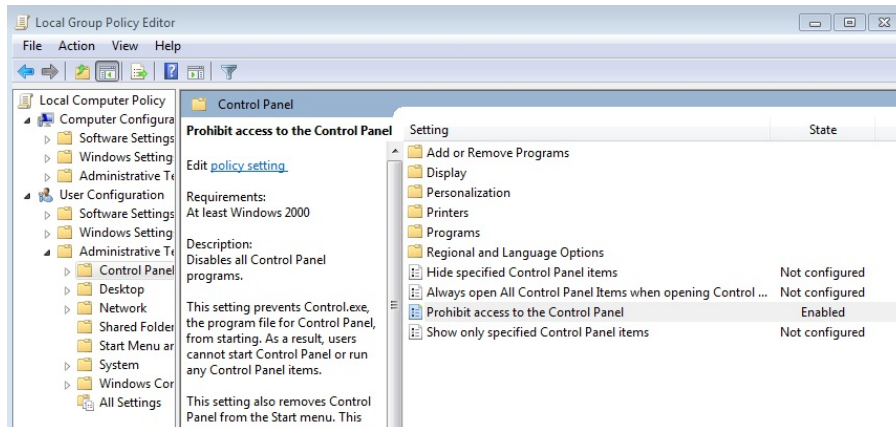 Local Group Policy Editor
File Action View Help
Local Computer Policy
Computer Configura
Software Settings
Windows Setting
Administrative Te
User Configuration
Software Settings
Windows Setting
Administrative Te
Control Panel
Desktop
Network
Shared Folder
Start Menu ar
System
Windows Cor
All Settings
Control Panel
Prohibit access to the Control Panel
Edit policy setting
Requirements:
At least Windows 2000
Description:
Disables all Control Panel
programs.
This setting prevents Control.exe,
the program file for Control Panel,
from starting. As a result, users
cannot start Control Panel or run
any Control Panel items.
This setting also removes Control
Panel from the Start menu. This
Setting State
Add or Remove Programs
Display
Personalization
Printers
Programs
Regional and Language Options
Hide specified Control Panel items Not configured
Always open All Control Panel Items when opening Control ... Not configured
Prohibit access to the Control Panel Enabled
Show only specified Control Panel items Not configured